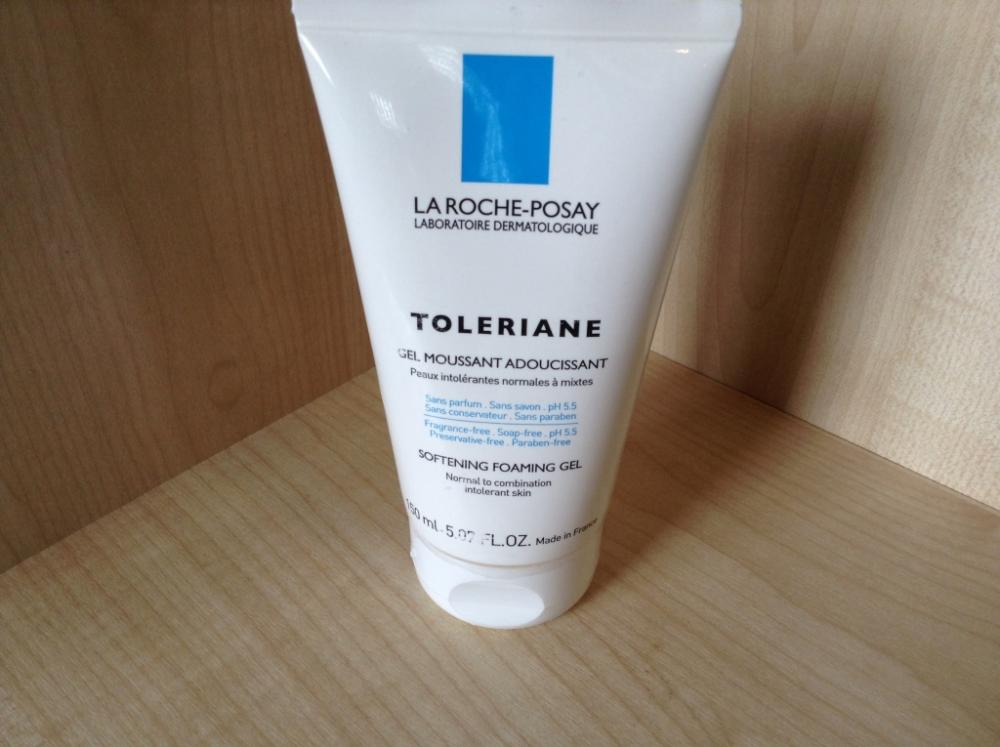 LA ROCHE-POSAY
LABORATOIRE DERMATOLOGIQUE
TOLERIANE
GEL MOUSSANT ADOUCISSANT
Peaux intolérantes normales à mixtes
Sans parfum . Sans savon . pH 5.5
Sans conservateur . Sans paraben
Fragrance-free . Soap-free . pH 5.5
Preservative-free . Paraben-free
SOFTENING FOAMING GEL
Normal to combination
intolerant skin
150 ml - 5.07 FL.OZ. Made in France